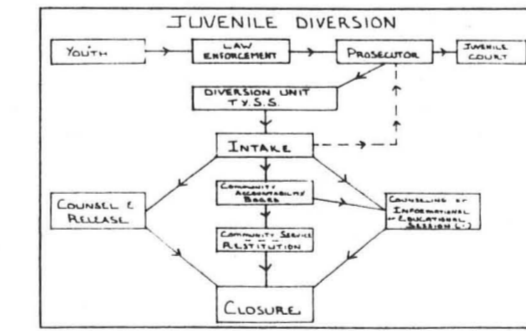 JUVENILE DIVERSION
YOUTH
LAW
ENFORCEMENT
PROSECUTOR
JUVENILE
COURT
DIVERSION UNIT
T.Y.S.S.
INTAKE
COMMUNITY
ACCOUNTABILITY
BOARD
COUNSEL &
RELEASE
COUNSELING or
INFORMATIONAL
or EDUCATIONAL
SESSION
COMMUNITY SERVICE
RESTITUTION
CLOSURE